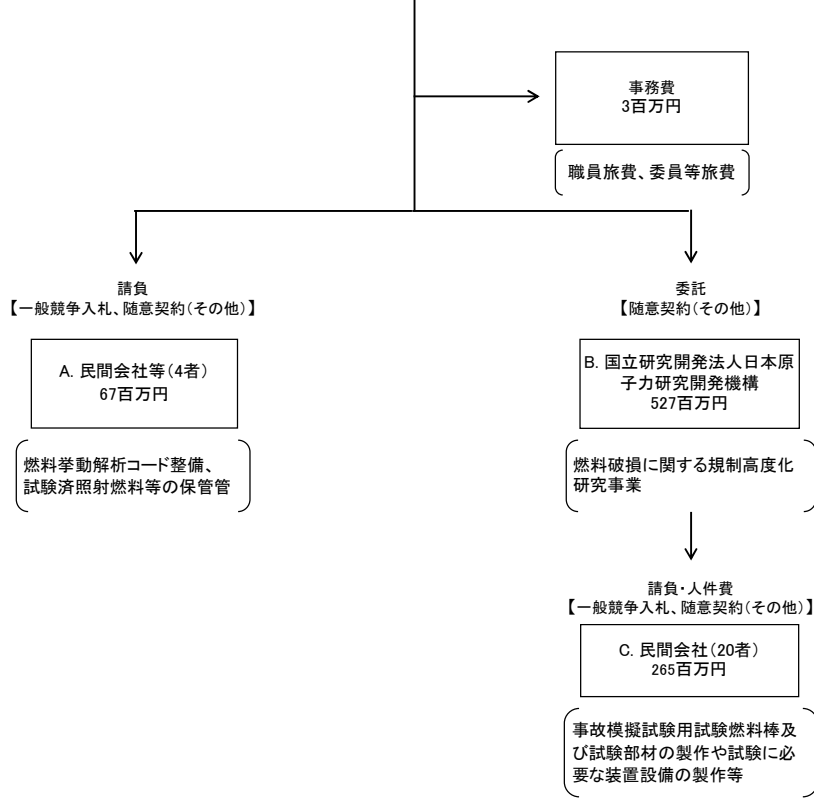 事務費
3百万円
職員旅費、委員等旅費
請負
【一般競争入札、随意契約(その他)】
A. 民間会社等(4者)
67百万円
燃料挙動解析コード整備、
試験済照射燃料等の保管管
委託
【随意契約(その他)】
B. 国立研究開発法人日本原
子力研究開発機構
527百万円
燃料破損に関する規制高度化
研究事業
請負・人件費
【一般競争入札、随意契約(その他)】
C. 民間会社(20者)
265百万円
事故模擬試験用試験燃料棒及
び試験部材の製作や試験に必
要な装置設備の製作等